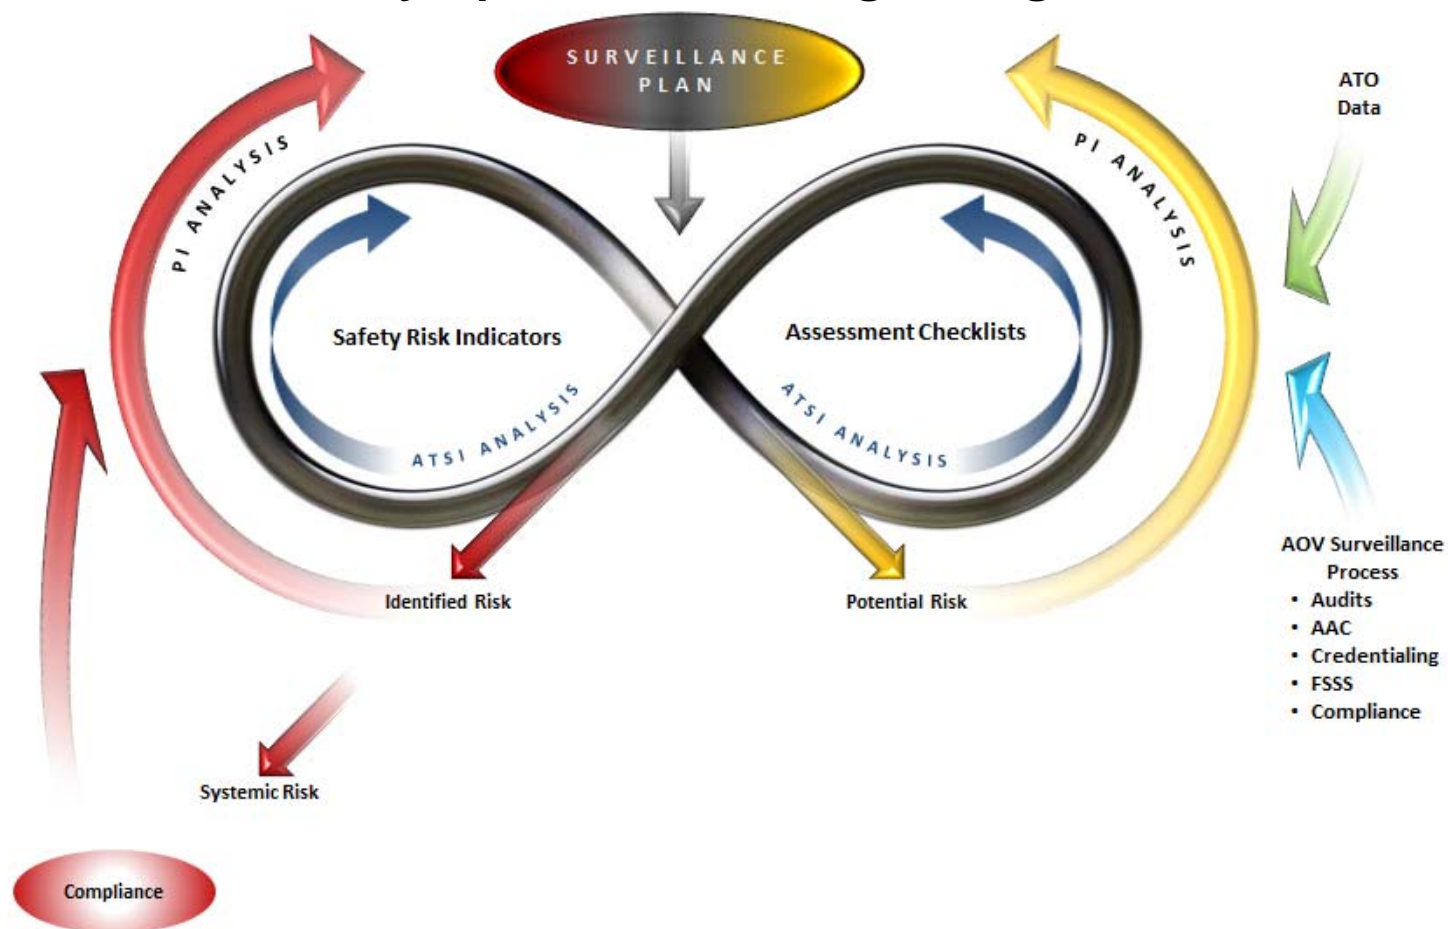 SURVEILLANCE
PLAN
ATO
Data
PI ANALYSIS
PI ANALYSIS
Safety Risk Indicators
Assessment Checklists
ATSI ANALYSIS
ATSI ANALYSIS
Identified Risk
Potential Risk
AOV Surveillance
Process
• Audits
• AAC
• Credentialing
• FSSS
• Compliance
Systemic Risk
Compliance